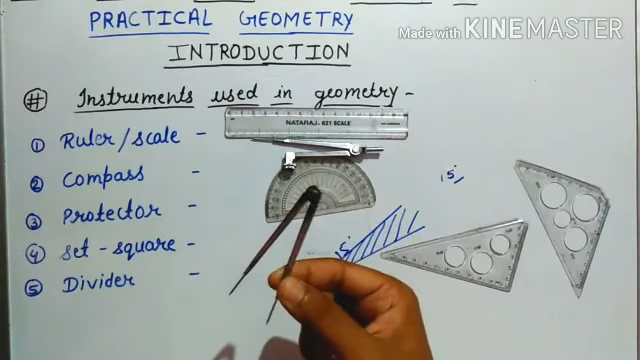 Made with KINEMASTER
PRACTICAL GEOMETRY
INTRODUCTION
# Instruments used in geometry -
① Ruler/scale -
NATARAJ. 621 SCALE
② Compass -
③ Protector -
④ Set-square -
⑤ Divider -